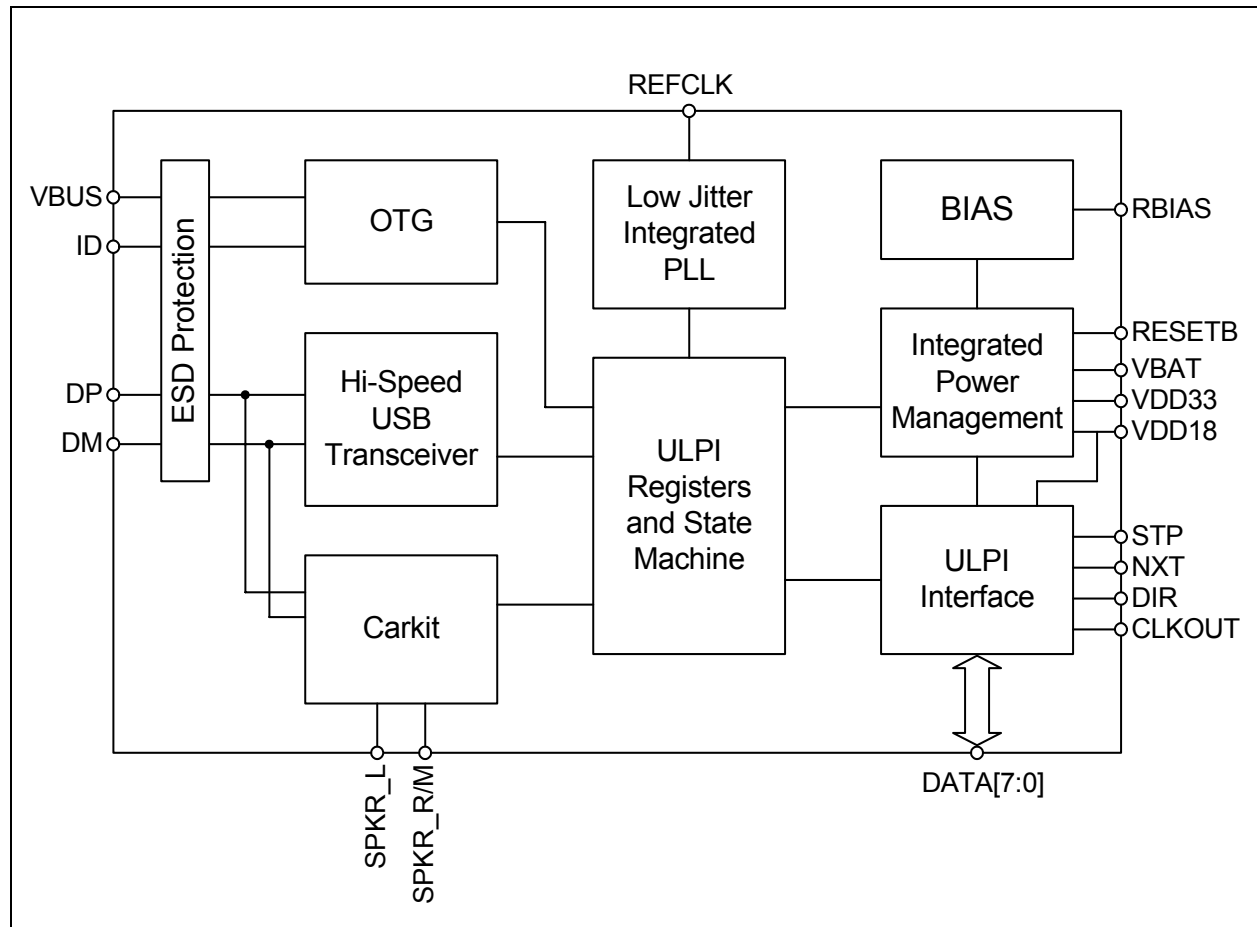 REFCLK
VBUS
ID
DP
DM
ESD Protection
OTG
Hi-Speed
USB
Transceiver
Carkit
SPKR_L
SPKR_R/M
Low Jitter
Integrated
PLL
ULPI
Registers
and State
Machine
BIAS
RBIAS
Integrated
Power
Management
RESETB
VBAT
VDD33
VDD18
ULPI
Interface
STP
NXT
DIR
CLKOUT
DATA[7:0]